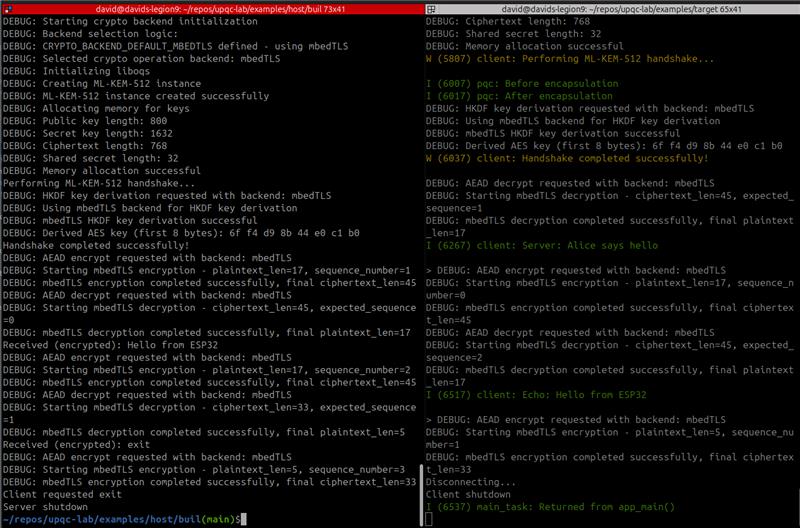 david@davids-legion9: ~/repos/upqc-lab/examples/host/buil 73x41
DEBUG: Starting crypto backend initialization
DEBUG: Backend selection logic:
DEBUG: CRYPTO_BACKEND_DEFAULT_MBEDTLS defined - using mbedTLS
DEBUG: Selected crypto operation backend: mbedTLS
DEBUG: Initializing liboqs
DEBUG: Creating ML-KEM-512 instance
DEBUG: ML-KEM-512 instance created successfully
DEBUG: Allocating memory for keys
DEBUG: Public key length: 800
DEBUG: Secret key length: 1632
DEBUG: Ciphertext length: 768
DEBUG: Shared secret length: 32
DEBUG: Memory allocation successful
Performing ML-KEM-512 handshake...
DEBUG: HKDF key derivation requested with backend: mbedTLS
DEBUG: Using mbedTLS backend for HKDF key derivation
DEBUG: mbedTLS HKDF key derivation successful
DEBUG: Derived AES key (first 8 bytes): 6f f4 d9 8b 44 e0 c1 b0
Handshake completed successfully!
DEBUG: AEAD encrypt requested with backend: mbedTLS
DEBUG: Starting mbedTLS encryption - plaintext_len=17, sequence_number=1
DEBUG: mbedTLS encryption completed successfully, final ciphertext_len=45
DEBUG: AEAD decrypt requested with backend: mbedTLS
DEBUG: Starting mbedTLS decryption - ciphertext_len=45, expected_sequence
=0
DEBUG: mbedTLS decryption completed successfully, final plaintext_len=17
Received (encrypted): Hello from ESP32
DEBUG: AEAD encrypt requested with backend: mbedTLS
DEBUG: Starting mbedTLS encryption - plaintext_len=17, sequence_number=2
DEBUG: mbedTLS encryption completed successfully, final ciphertext_len=45
DEBUG: AEAD decrypt requested with backend: mbedTLS
DEBUG: Starting mbedTLS decryption - ciphertext_len=33, expected_sequence
=1
DEBUG: mbedTLS decryption completed successfully, final plaintext_len=5
Received (encrypted): exit
DEBUG: AEAD encrypt requested with backend: mbedTLS
DEBUG: Starting mbedTLS encryption - plaintext_len=5, sequence_number=3
DEBUG: mbedTLS encryption completed successfully, final ciphertext_len=33
Client requested exit
Server shutdown
~/repos/upqc-lab/examples/host/buil(main)$
david@davids-legion9: ~/repos/upqc-lab/examples/target 65x41
DEBUG: Ciphertext length: 768
DEBUG: Shared secret length: 32
DEBUG: Memory allocation successful
W (5807) client: Performing ML-KEM-512 handshake...
I (6007) pqc: Before encapsulation
I (6017) pqc: After encapsulation
DEBUG: HKDF key derivation requested with backend: mbedTLS
DEBUG: Using mbedTLS backend for HKDF key derivation
DEBUG: mbedTLS HKDF key derivation successful
DEBUG: Derived AES key (first 8 bytes): 6f f4 d9 8b 44 e0 c1 b0
W (6037) client: Handshake completed successfully!
DEBUG: AEAD decrypt requested with backend: mbedTLS
DEBUG: Starting mbedTLS decryption - ciphertext_len=45, expected_
sequence=1
DEBUG: mbedTLS decryption completed successfully, final plaintext
_len=17
I (6267) client: Server: Alice says hello
> DEBUG: AEAD encrypt requested with backend: mbedTLS
DEBUG: Starting mbedTLS encryption - plaintext_len=17, sequence_n
umber=0
DEBUG: mbedTLS encryption completed successfully, final ciphertex
t_len=45
DEBUG: AEAD decrypt requested with backend: mbedTLS
DEBUG: Starting mbedTLS decryption - ciphertext_len=45, expected_
sequence=2
DEBUG: mbedTLS decryption completed successfully, final plaintext
_len=17
I (6517) client: Echo: Hello from ESP32
> DEBUG: AEAD encrypt requested with backend: mbedTLS
DEBUG: Starting mbedTLS encryption - plaintext_len=5, sequence_nu
mber=1
DEBUG: mbedTLS encryption completed successfully, final ciphertex
t_len=33
Disconnecting...
Client shutdown
I (6537) main_task: Returned from app_main()